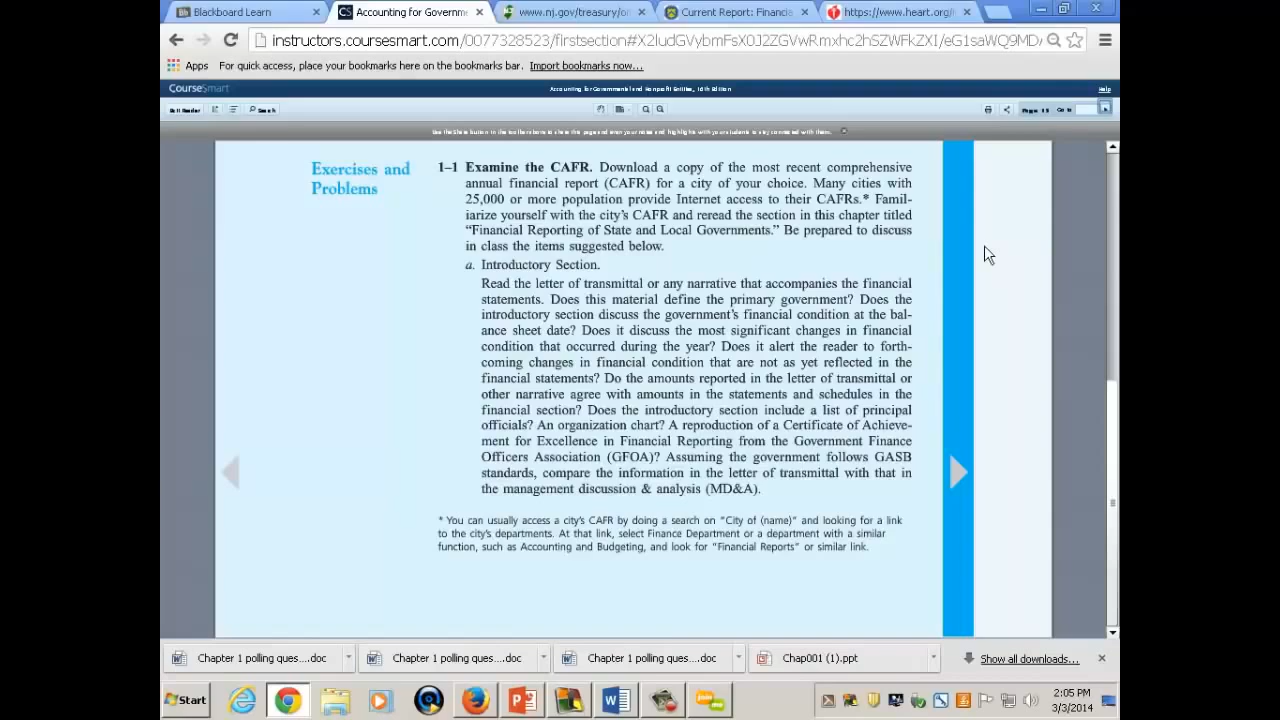 Blackboard Learn
Accounting for Governm
www.nj.gov/treasury/o
Current Report: Financia
https://www.heart.org/
instructors.coursesmart.com/0077328523/firstsection#
Apps For quick access, place your bookmarks here on the bookmarks bar. Import bookmarks now...
CourseSmart
Accounting for Governmental and Nonprofit Entities, 16th Edition
Help
Search
Page: 15 Go to
Exercises and
Problems
1–1 Examine the CAFR. Download a copy of the most recent comprehensive
annual financial report (CAFR) for a city of your choice. Many cities with
25,000 or more population provide Internet access to their CAFRs.* Famil-
iarize yourself with the city's CAFR and reread the section in this chapter titled
"Financial Reporting of State and Local Governments." Be prepared to discuss
in class the items suggested below.
a. Introductory Section.
Read the letter of transmittal or any narrative that accompanies the financial
statements. Does this material define the primary government? Does the
introductory section discuss the government's financial condition at the bal-
ance sheet date? Does it discuss the most significant changes in financial
condition that occurred during the year? Does it alert the reader to forth-
coming changes in financial condition that are not as yet reflected in the
financial statements? Do the amounts reported in the letter of transmittal or
other narrative agree with amounts in the statements and schedules in the
financial section? Does the introductory section include a list of principal
officials? An organization chart? A reproduction of a Certificate of Achieve-
ment for Excellence in Financial Reporting from the Government Finance
Officers Association (GFOA)? Assuming the government follows GASB
standards, compare the information in the letter of transmittal with that in
the management discussion & analysis (MD&A).
* You can usually access a city's CAFR by doing a search on "City of (name)" and looking for a link
to the city's departments. At that link, select Finance Department or a department with a similar
function, such as Accounting and Budgeting, and look for "Financial Reports" or similar link.
Chapter 1 polling ques....doc
Chapter 1 polling ques....doc
Chapter 1 polling ques....doc
Chap001 (1).ppt
Show all downloads...
Start
2:05 PM
3/3/2014